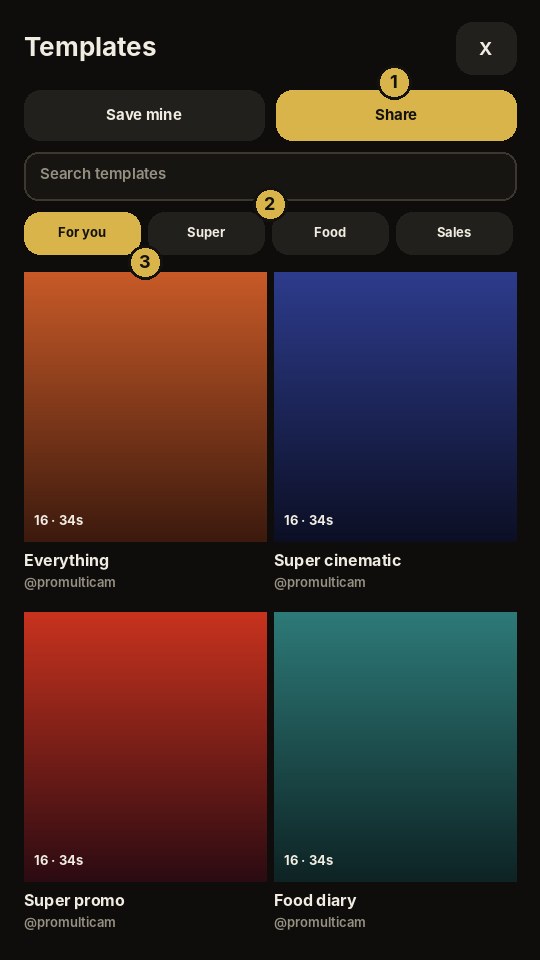 Templates
X
1
Save mine
Share
Search templates
2
For you
Super
Food
Sales
3
16 · 34s
16 · 34s
Everything
Super cinematic
@promulticam
@promulticam
16 · 34s
16 · 34s
Super promo
Food diary
@promulticam
@promulticam